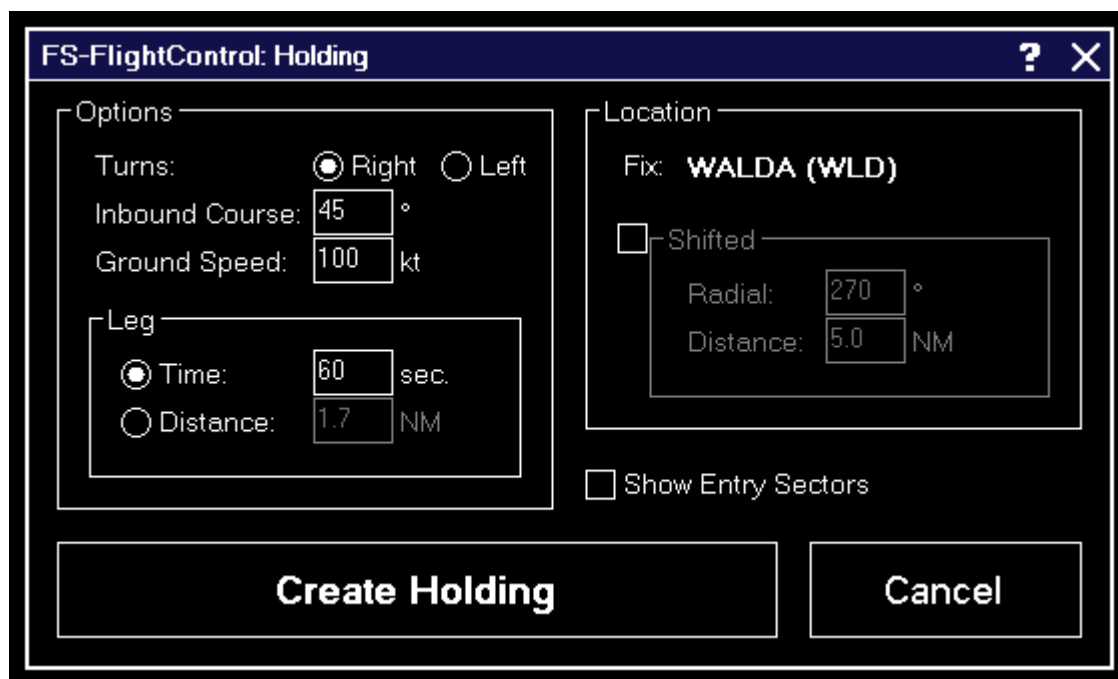 FS-FlightControl: Holding ? X
Options
Turns: Right Left
Inbound Course: 45 °
Ground Speed: 100 kt
Leg
Time: 60 sec.
Distance: 1.7 NM
Location
Fix: WALDA (WLD)
Shifted
Radial: 270 °
Distance: 5.0 NM
Show Entry Sectors
Create Holding
Cancel